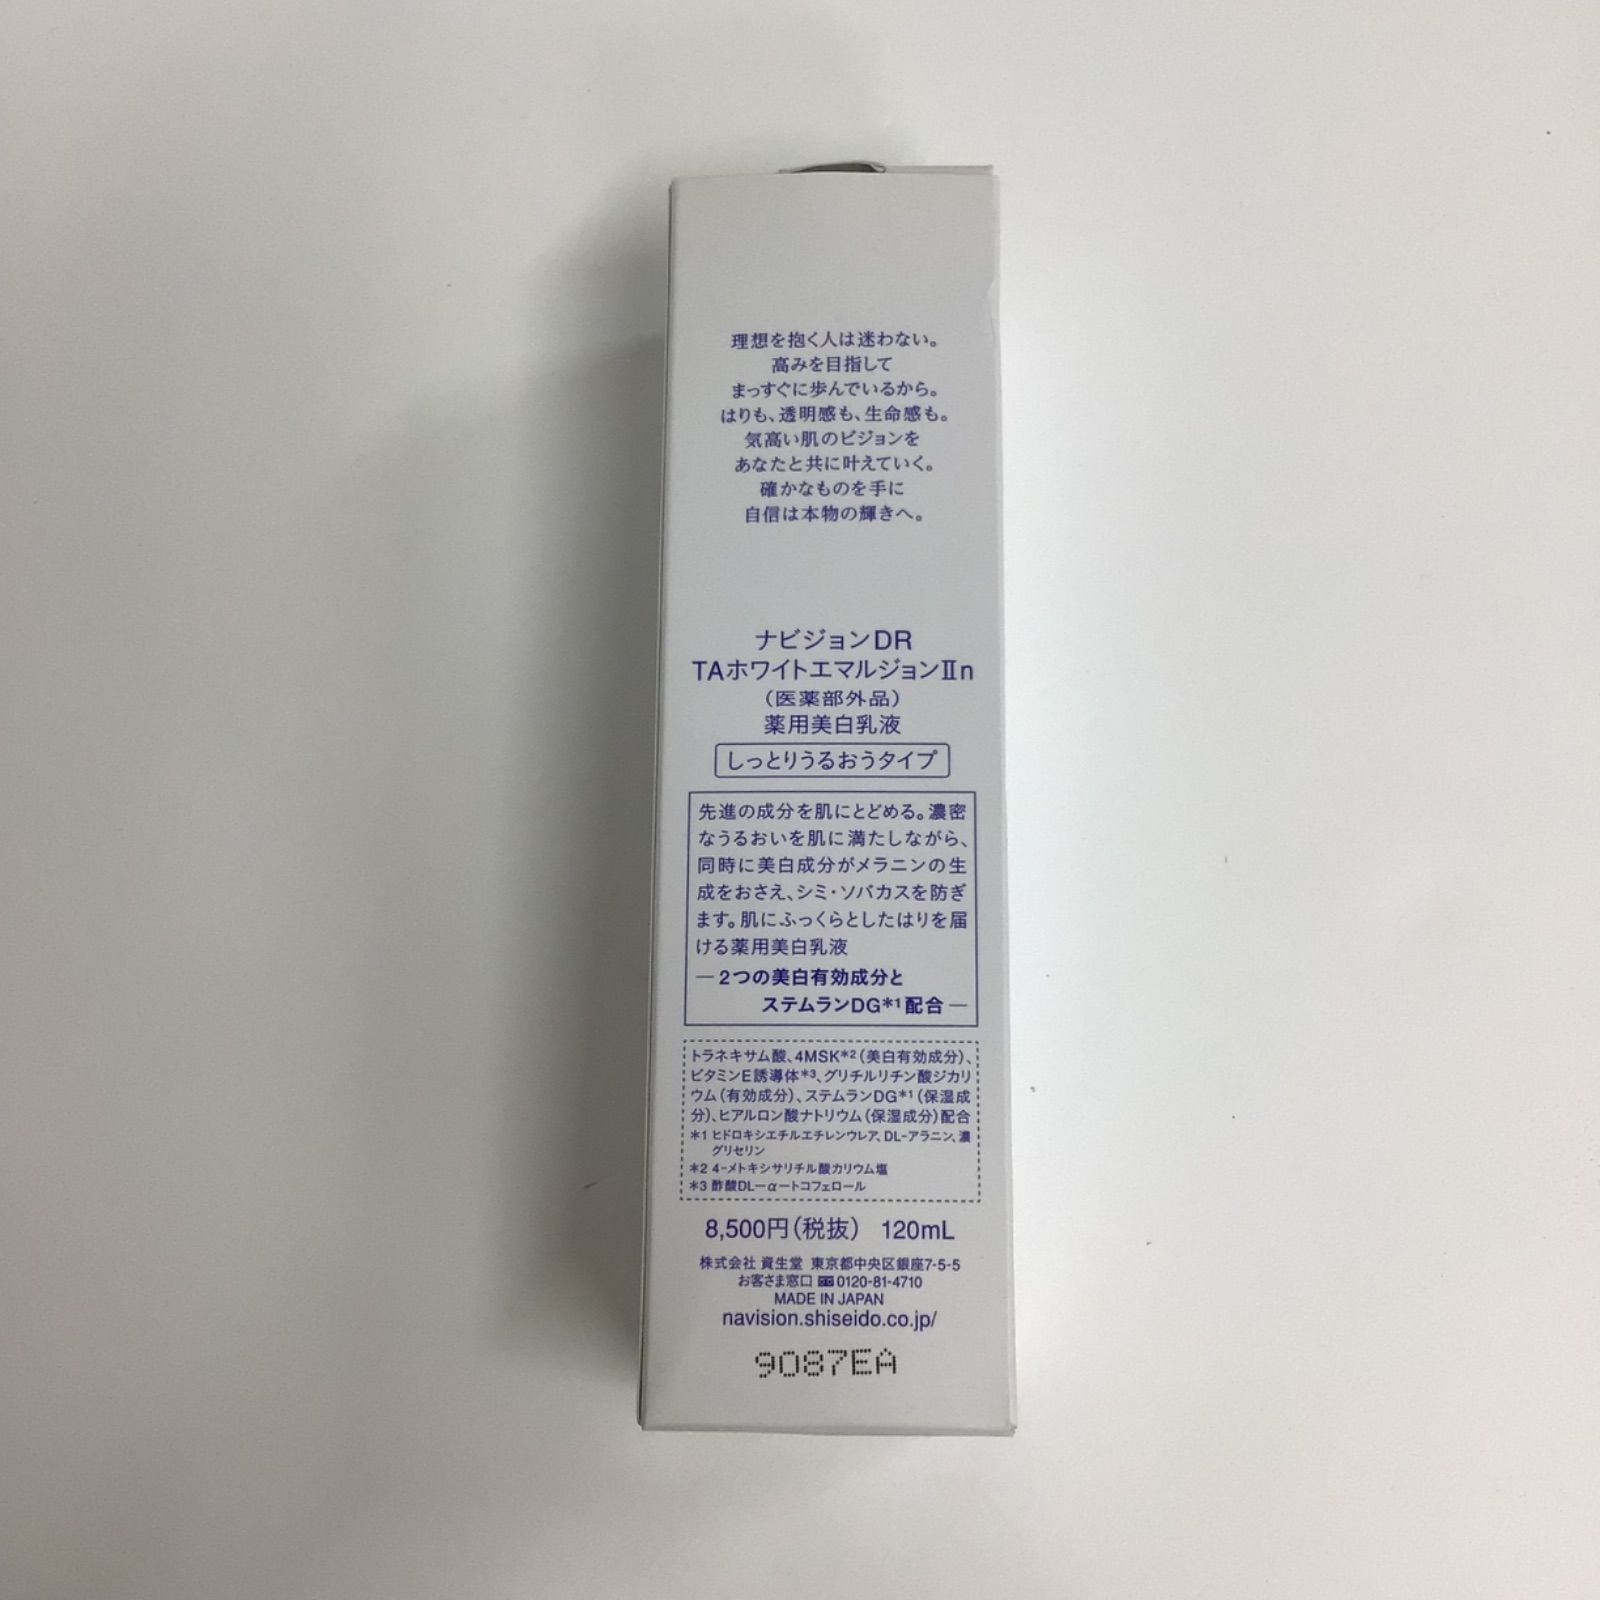 理想を抱く人は迷わない。
高みを目指して
まっすぐに歩んでいるから。
はりも、透明感も、生命感も。
気高い肌のビジョンを
あなたと共に叶えていく。
確かなものを手に
自信は本物の輝きへ。
ナビジョンDR
TAホワイトエマルジョンⅡn
(医薬部外品)
薬用美白乳液
しっとりうるおうタイプ
先進の成分を肌にとどめる。濃密
なうるおいを肌に満たしながら、
同時に美白成分がメラニンの生
成をおさえ、シミ・ソバカスを防ぎ
ます。肌にふっくらとしたはりを届
ける薬用美白乳液
―2つの美白有効成分と
ステムランDG*1配合―
トラネキサム酸、4MSK*2(美白有効成分)、
ビタミンE誘導体*3、グリチルリチン酸ジカリ
ウム(有効成分)、ステムランDG*1(保湿成
分)、ヒアルロン酸ナトリウム(保湿成分)配合
*1 ヒドロキシエチルエチレンウレア、DL-アラニン、濃
グリセリン
*2 4-メトキシサリチル酸カリウム塩
*3 酢酸DL-α-トコフェロール
8,500円(税抜) 120mL
株式会社 資生堂 東京都中央区銀座7-5-5
お客さま窓口 0120-81-4710
MADE IN JAPAN
navision.shiseido.co.jp/
9087EA